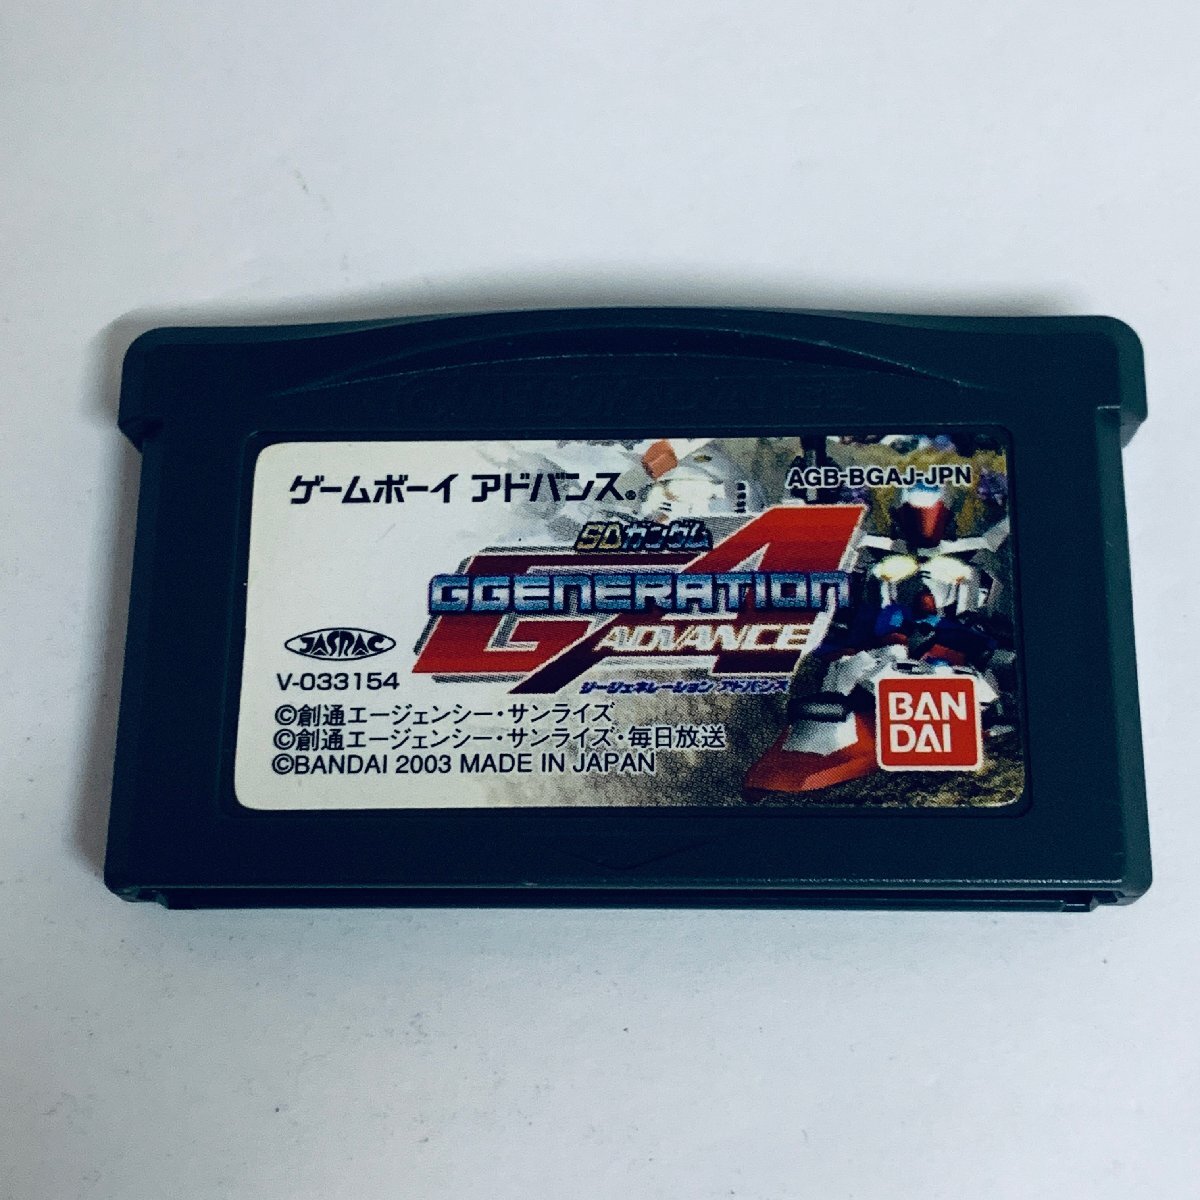 ゲームボーイ アドバンス®
AGB-BGAJ-JPN
SDガンダム
GGENERATION
ADVANCE
ジージェネレーション アドバンス
JASRAC
V-033154
©創通エージェンシー・サンライズ
©創通エージェンシー・サンライズ・毎日放送
©BANDAI 2003 MADE IN JAPAN
BAN
DAI